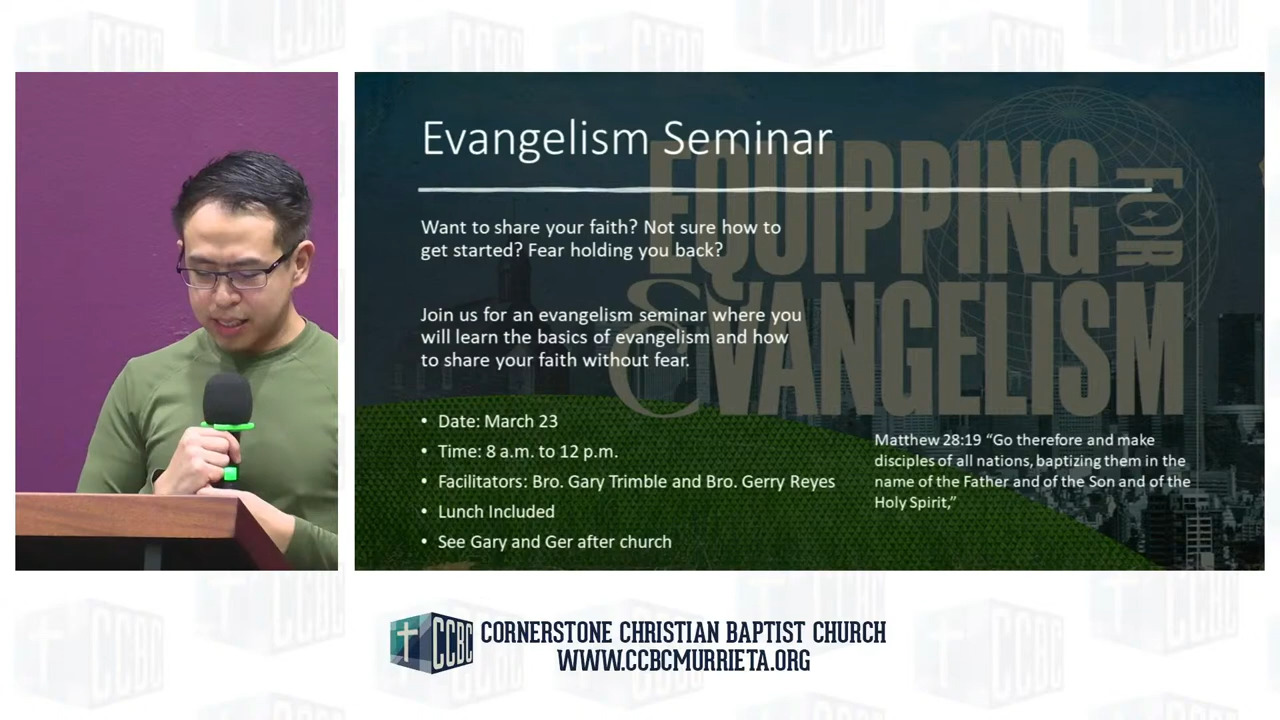 Evangelism Seminar
EQUIPPING
FOR
EVANGELISM
Want to share your faith? Not sure how to
get started? Fear holding you back?
Join us for an evangelism seminar where you
will learn the basics of evangelism and how
to share your faith without fear.
• Date: March 23
• Time: 8 a.m. to 12 p.m.
• Facilitators: Bro. Gary Trimble and Bro. Gerry Reyes
• Lunch Included
• See Gary and Ger after church
Matthew 28:19 “Go therefore and make
disciples of all nations, baptizing them in the
name of the Father and of the Son and of the
Holy Spirit,”
CCBC
CORNERSTONE CHRISTIAN BAPTIST CHURCH
WWW.CCBCMURRIETA.ORG